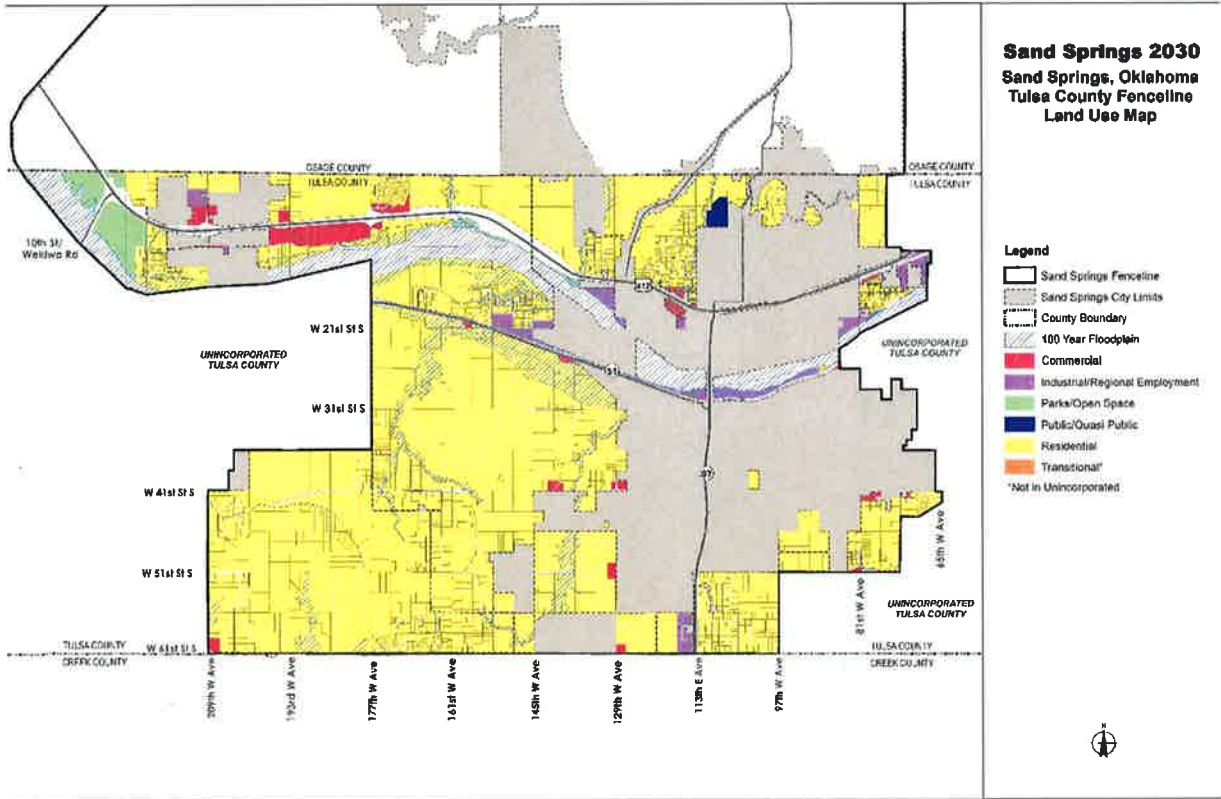 Sand Springs 2030
Sand Springs, Oklahoma
Tulsa County Fenceline
Land Use Map
OSAGE COUNTY
TULSA COUNTY
OSAGE COUNTY
TULSA COUNTY
10th St/
Wekiwa Rd
412
W 21st St S
UNINCORPORATED
TULSA COUNTY
UNINCORPORATED
TULSA COUNTY
51
W 31st St S
97
W 41st St S
W 51st St S
65th W Ave
81st W Ave
UNINCORPORATED
TULSA COUNTY
TULSA COUNTY
CREEK COUNTY
W 61st St S
TULSA COUNTY
CREEK COUNTY
209th W Ave
193rd W Ave
177th W Ave
161st W Ave
145th W Ave
129th W Ave
113th E Ave
97th W Ave
Legend
Sand Springs Fenceline
Sand Springs City Limits
County Boundary
100 Year Floodplain
Commercial
Industrial/Regional Employment
Parks/Open Space
Public/Quasi Public
Residential
Transitional*
*Not in Unincorporated
N